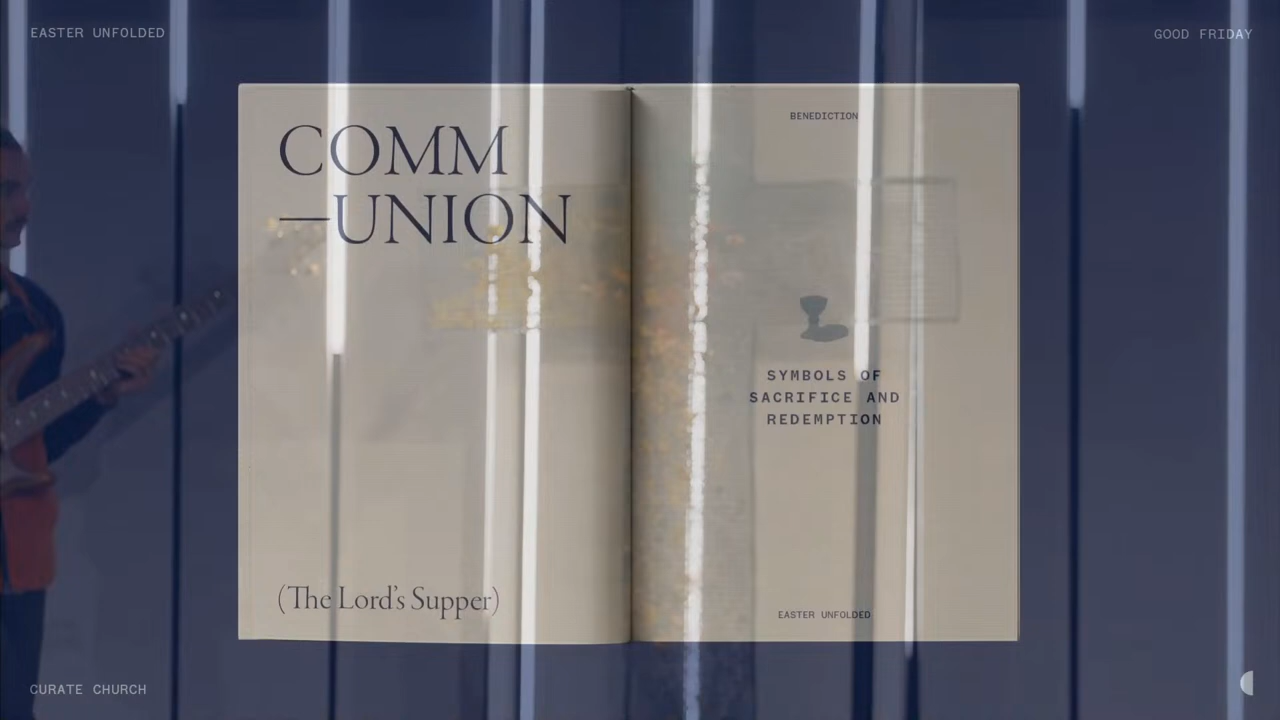 EASTER UNFOLDED
GOOD FRIDAY
COMM
—UNION
(The Lord's Supper)
BENEDICTION
SYMBOLS OF
SACRIFICE AND
REDEMPTION
EASTER UNFOLDED
CURATE CHURCH